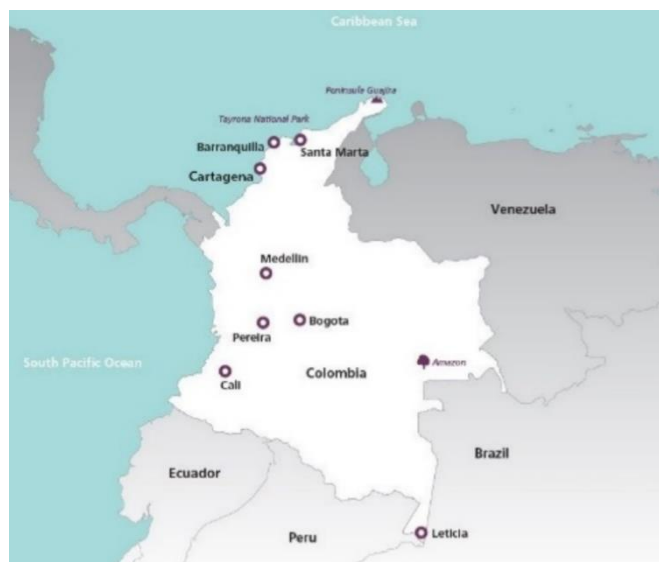 Caribbean Sea
Peninsule Guajira
Tayrona National Park
Barranquilla
Santa Marta
Cartagena
Venezuela
Medellin
Bogota
Pereira
South Pacific Ocean
Amazon
Colombia
Cali
Brazil
Ecuador
Leticia
Peru